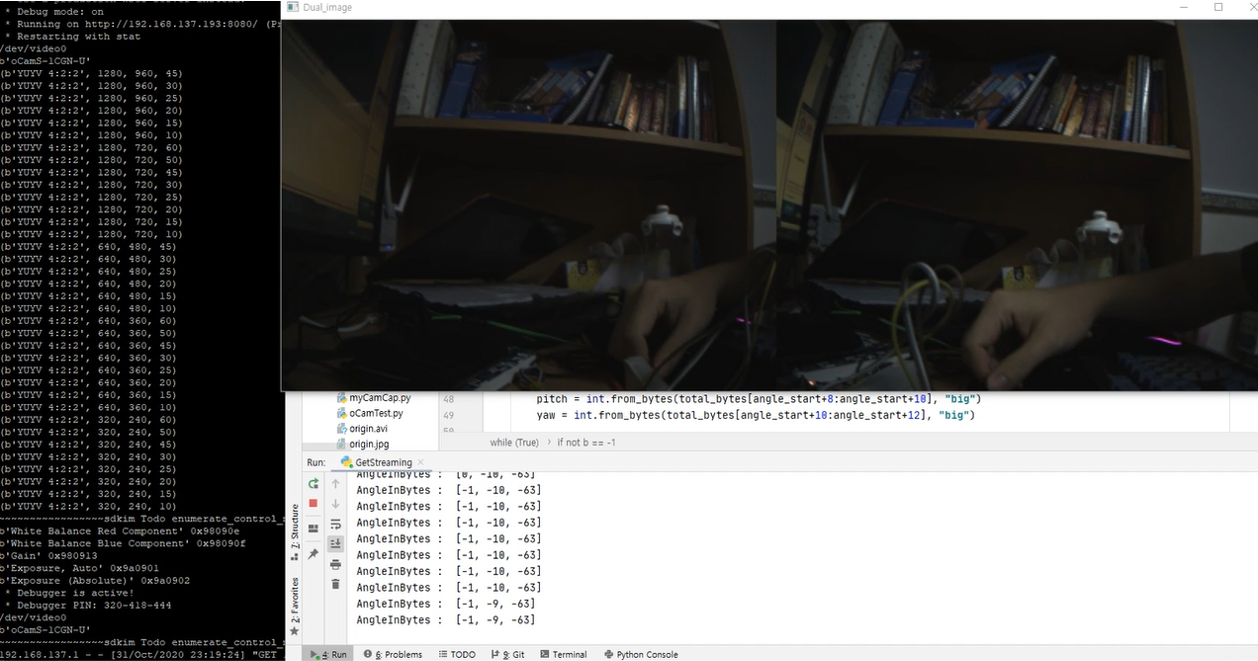 * Debug mode: on
* Running on http://192.168.137.193:8080/
* Restarting with stat
/dev/video0
b'oCamS-1CGN-U'
(b'YUYV 4:2:2', 1280, 960, 45)
(b'YUYV 4:2:2', 1280, 960, 30)
(b'YUYV 4:2:2', 1280, 960, 25)
(b'YUYV 4:2:2', 1280, 960, 20)
(b'YUYV 4:2:2', 1280, 960, 15)
(b'YUYV 4:2:2', 1280, 960, 10)
(b'YUYV 4:2:2', 1280, 720, 60)
(b'YUYV 4:2:2', 1280, 720, 50)
(b'YUYV 4:2:2', 1280, 720, 45)
(b'YUYV 4:2:2', 1280, 720, 30)
(b'YUYV 4:2:2', 1280, 720, 25)
(b'YUYV 4:2:2', 1280, 720, 20)
(b'YUYV 4:2:2', 1280, 720, 15)
(b'YUYV 4:2:2', 1280, 720, 10)
(b'YUYV 4:2:2', 640, 480, 45)
(b'YUYV 4:2:2', 640, 480, 30)
(b'YUYV 4:2:2', 640, 480, 25)
(b'YUYV 4:2:2', 640, 480, 20)
(b'YUYV 4:2:2', 640, 480, 15)
(b'YUYV 4:2:2', 640, 480, 10)
(b'YUYV 4:2:2', 640, 360, 60)
(b'YUYV 4:2:2', 640, 360, 50)
(b'YUYV 4:2:2', 640, 360, 45)
(b'YUYV 4:2:2', 640, 360, 30)
(b'YUYV 4:2:2', 640, 360, 25)
(b'YUYV 4:2:2', 640, 360, 20)
(b'YUYV 4:2:2', 640, 360, 15)
(b'YUYV 4:2:2', 640, 360, 10)
(b'YUYV 4:2:2', 320, 240, 60)
(b'YUYV 4:2:2', 320, 240, 50)
(b'YUYV 4:2:2', 320, 240, 45)
(b'YUYV 4:2:2', 320, 240, 30)
(b'YUYV 4:2:2', 320, 240, 25)
(b'YUYV 4:2:2', 320, 240, 20)
(b'YUYV 4:2:2', 320, 240, 15)
(b'YUYV 4:2:2', 320, 240, 10)
~~~~~~~~~~~~~~~~~sdkim Todo enumerate_control_
b'White Balance Red Component' 0x98090e
b'White Balance Blue Component' 0x98090f
b'Gain' 0x980913
b'Exposure, Auto' 0x9a0901
b'Exposure (Absolute)' 0x9a0902
* Debugger is active!
* Debugger PIN: 320-418-444
/dev/video0
b'oCamS-1CGN-U'
~~~~~~~~~~~~~~~~~sdkim Todo enumerate_control_
192.168.137.1 - - [31/Oct/2020 23:19:24] "GET
Dual_image
myCamCap.py
oCamTest.py
origin.avi
origin.jpg
48 pitch = int.from_bytes(total_bytes[angle_start+8:angle_start+10], "big")
49 yaw = int.from_bytes(total_bytes[angle_start+10:angle_start+12], "big")
50
while (True) › if not b == -1
Run: GetStreaming
AngleInBytes : [0, -10, -63]
AngleInBytes : [-1, -10, -63]
AngleInBytes : [-1, -10, -63]
AngleInBytes : [-1, -10, -63]
AngleInBytes : [-1, -10, -63]
AngleInBytes : [-1, -10, -63]
AngleInBytes : [-1, -10, -63]
AngleInBytes : [-1, -10, -63]
AngleInBytes : [-1, -9, -63]
AngleInBytes : [-1, -9, -63]
7: Structure
2: Favorites
4: Run 6: Problems TODO 9: Git Terminal Python Console